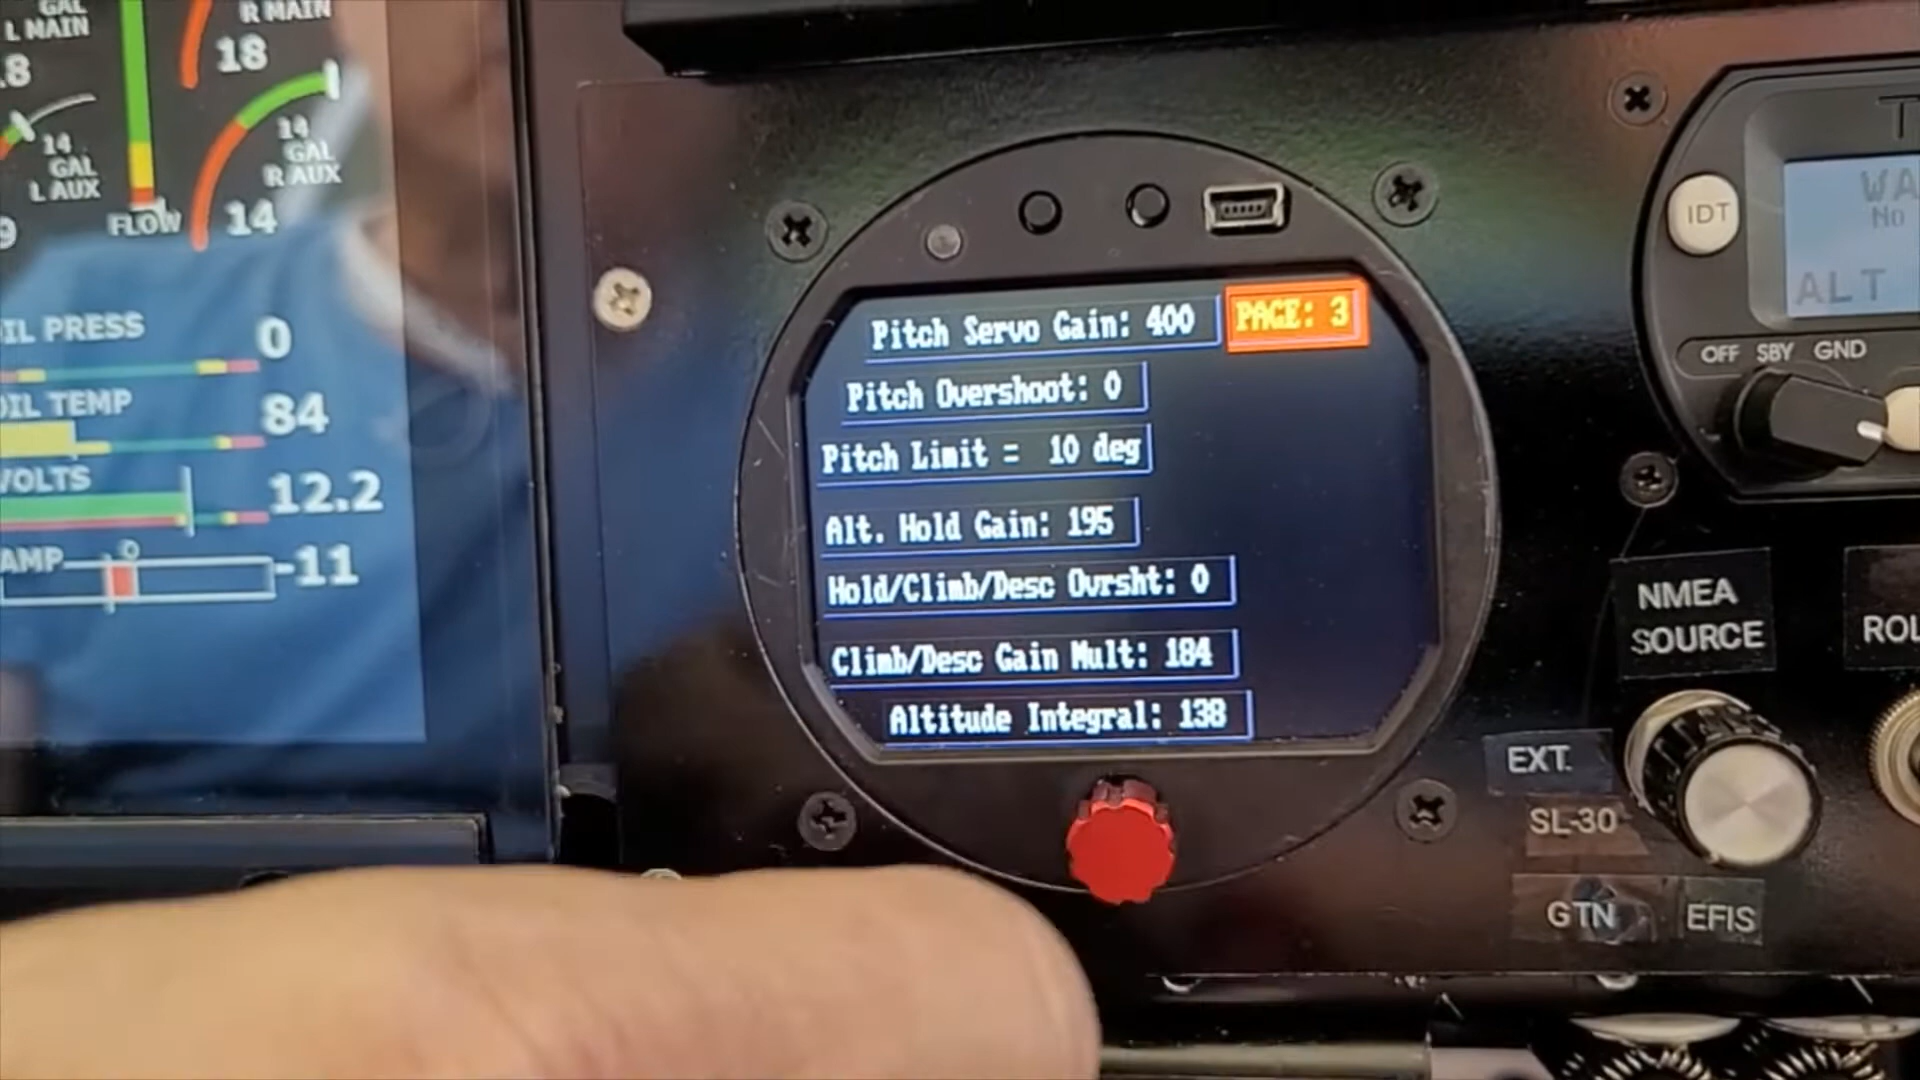 GAL
L MAIN
R MAIN
18
14
GAL
L AUX
FLOW
14
GAL
R AUX
14
OIL PRESS
0
OIL TEMP
84
VOLTS
12.2
AMP
0
-11
Pitch Servo Gain: 400
PAGE: 3
Pitch Overshoot: 0
Pitch Limit = 10 deg
Alt. Hold Gain: 195
Hold/Climb/Desc Ovrsht: 0
Climb/Desc Gain Mult: 184
Altitude Integral: 138
IDT
No
ALT
OFF SBY GND
NMEA
SOURCE
EXT.
SL-30
GTN
EFIS